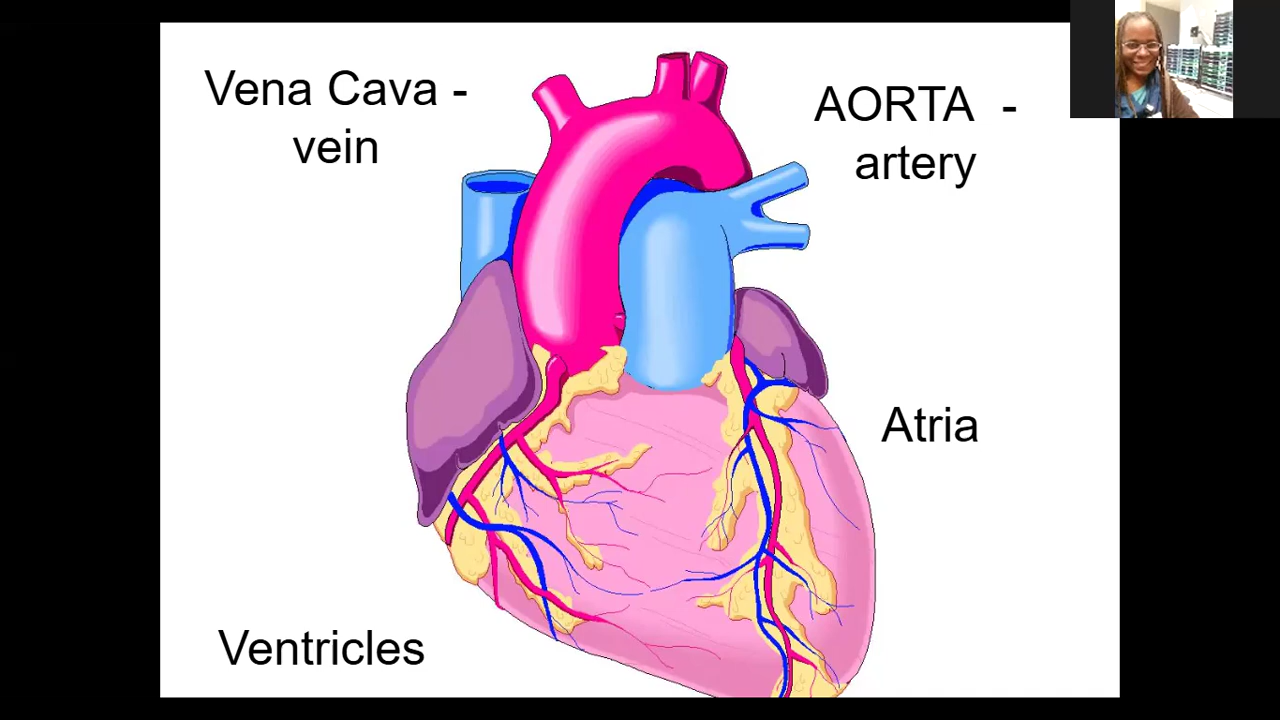 Vena Cava -
vein
AORTA -
artery
Atria
Ventricles